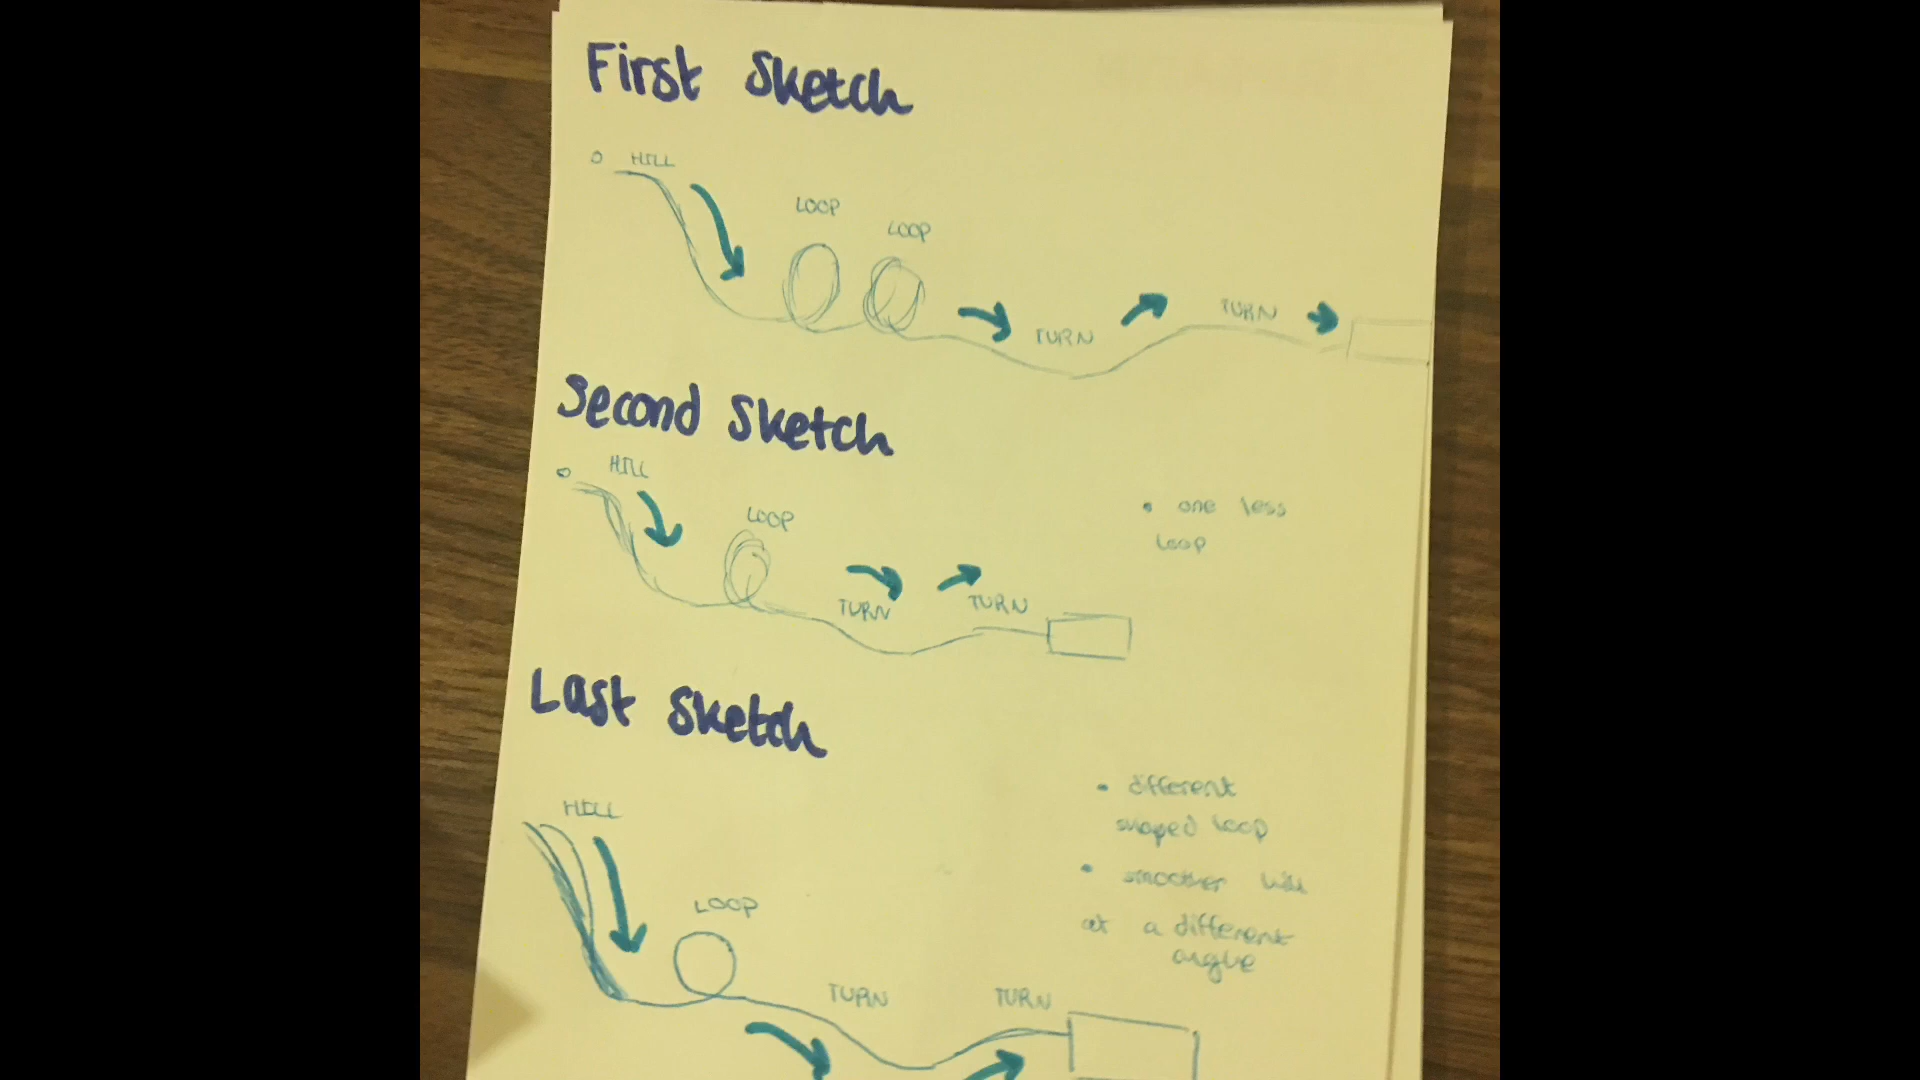 First Sketch
HILL
LOOP
LOOP
TURN
TURN
Second Sketch
HILL
LOOP
TURN
TURN
• one less
loop
Last Sketch
HILL
LOOP
TURN
TURN
• different
shaped loop
• smoother hill
at a different
angle